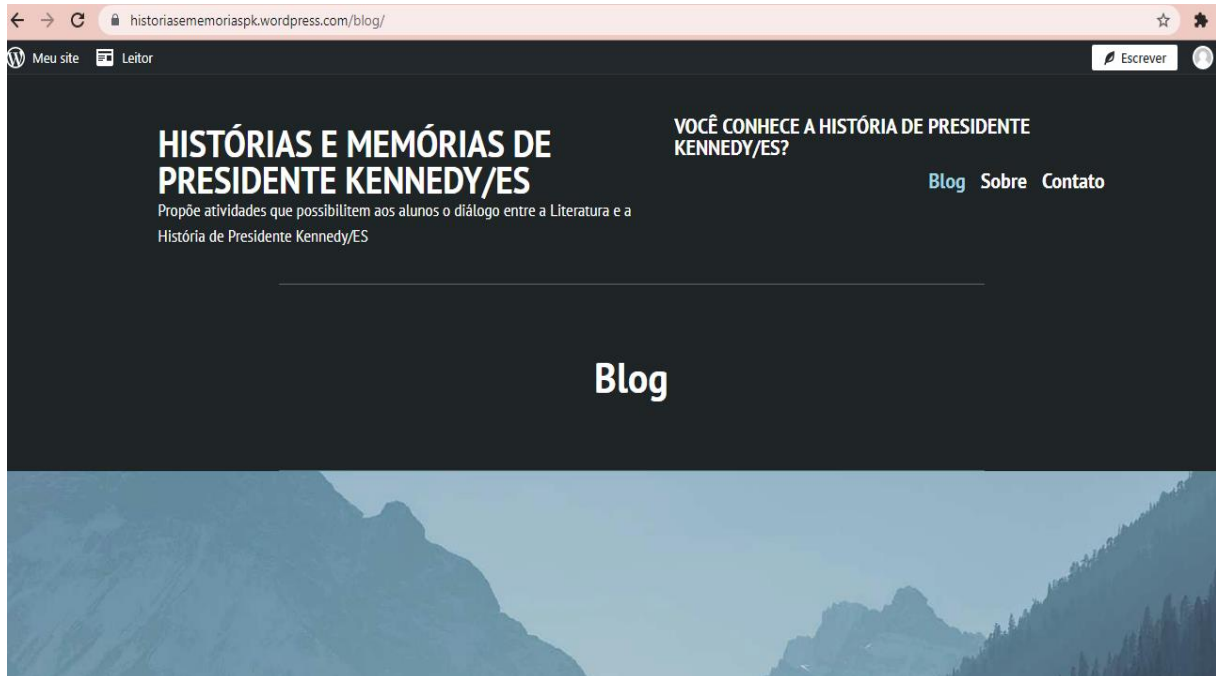 historiasememoriaspk.wordpress.com/blog/
Meu site Leitor Escrever
HISTÓRIAS E MEMÓRIAS DE
PRESIDENTE KENNEDY/ES
Propõe atividades que possibilitem aos alunos o diálogo entre a Literatura e a
História de Presidente Kennedy/ES
VOCÊ CONHECE A HISTÓRIA DE PRESIDENTE
KENNEDY/ES?
Blog Sobre Contato
Blog